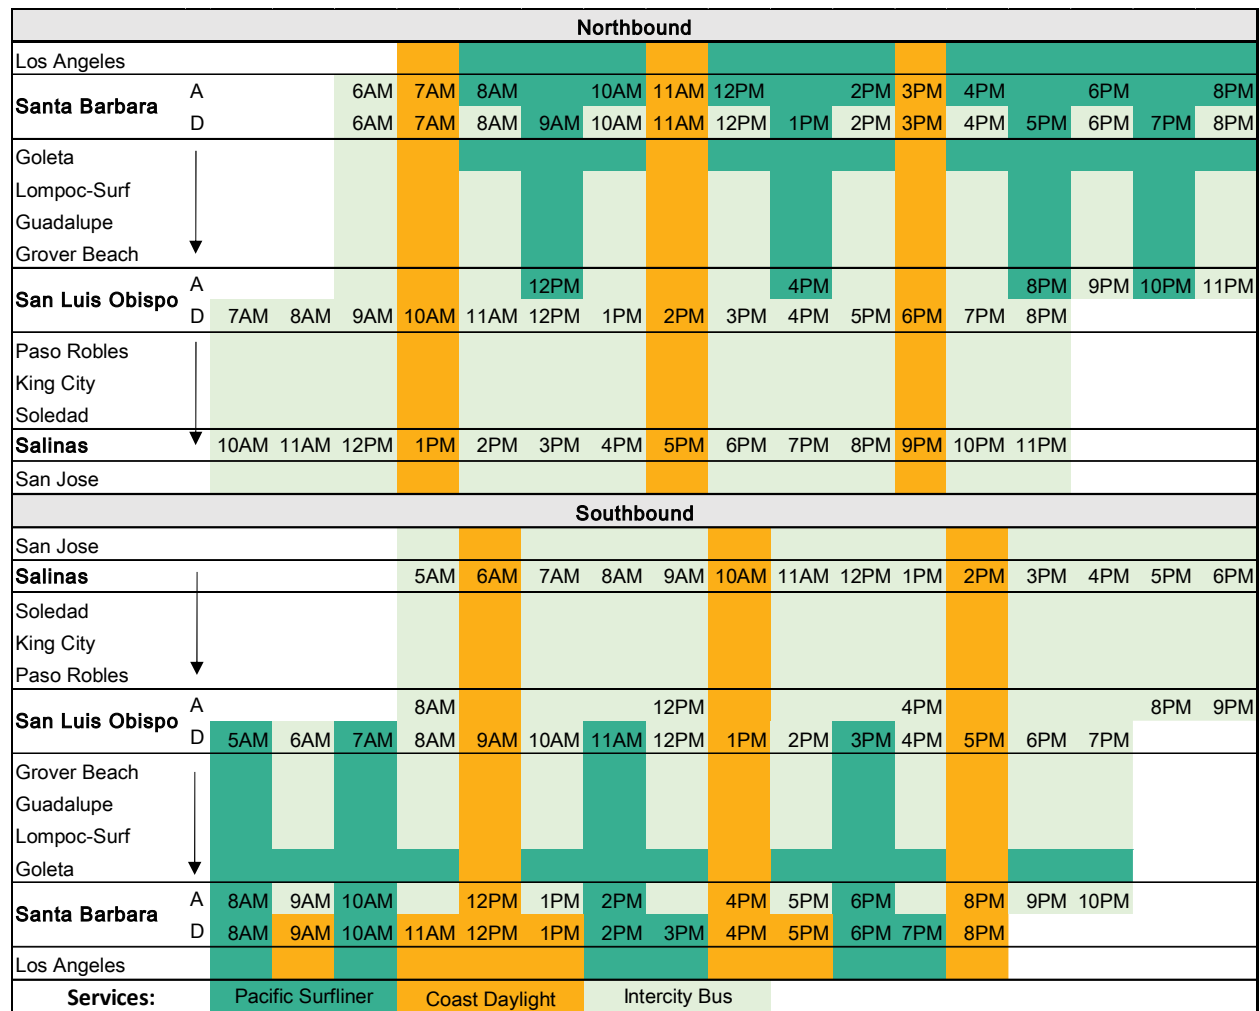 Northbound
Los Angeles
Santa Barbara A 6AM 7AM 8AM 10AM 11AM 12PM 2PM 3PM 4PM 6PM 8PM
D 6AM 7AM 8AM 9AM 10AM 11AM 12PM 1PM 2PM 3PM 4PM 5PM 6PM 7PM 8PM
Goleta
Lompoc-Surf
Guadalupe
Grover Beach
San Luis Obispo A 12PM 4PM 8PM 9PM 10PM 11PM
D 7AM 8AM 9AM 10AM 11AM 12PM 1PM 2PM 3PM 4PM 5PM 6PM 7PM 8PM
Paso Robles
King City
Soledad
Salinas 10AM 11AM 12PM 1PM 2PM 3PM 4PM 5PM 6PM 7PM 8PM 9PM 10PM 11PM
San Jose
Southbound
San Jose
Salinas 5AM 6AM 7AM 8AM 9AM 10AM 11AM 12PM 1PM 2PM 3PM 4PM 5PM 6PM
Soledad
King City
Paso Robles
San Luis Obispo A 8AM 12PM 4PM 8PM 9PM
D 5AM 6AM 7AM 8AM 9AM 10AM 11AM 12PM 1PM 2PM 3PM 4PM 5PM 6PM 7PM
Grover Beach
Guadalupe
Lompoc-Surf
Goleta
Santa Barbara A 8AM 9AM 10AM 12PM 1PM 2PM 4PM 5PM 6PM 8PM 9PM 10PM
D 8AM 9AM 10AM 11AM 12PM 1PM 2PM 3PM 4PM 5PM 6PM 7PM 8PM
Los Angeles
Services: Pacific Surfliner Coast Daylight Intercity Bus